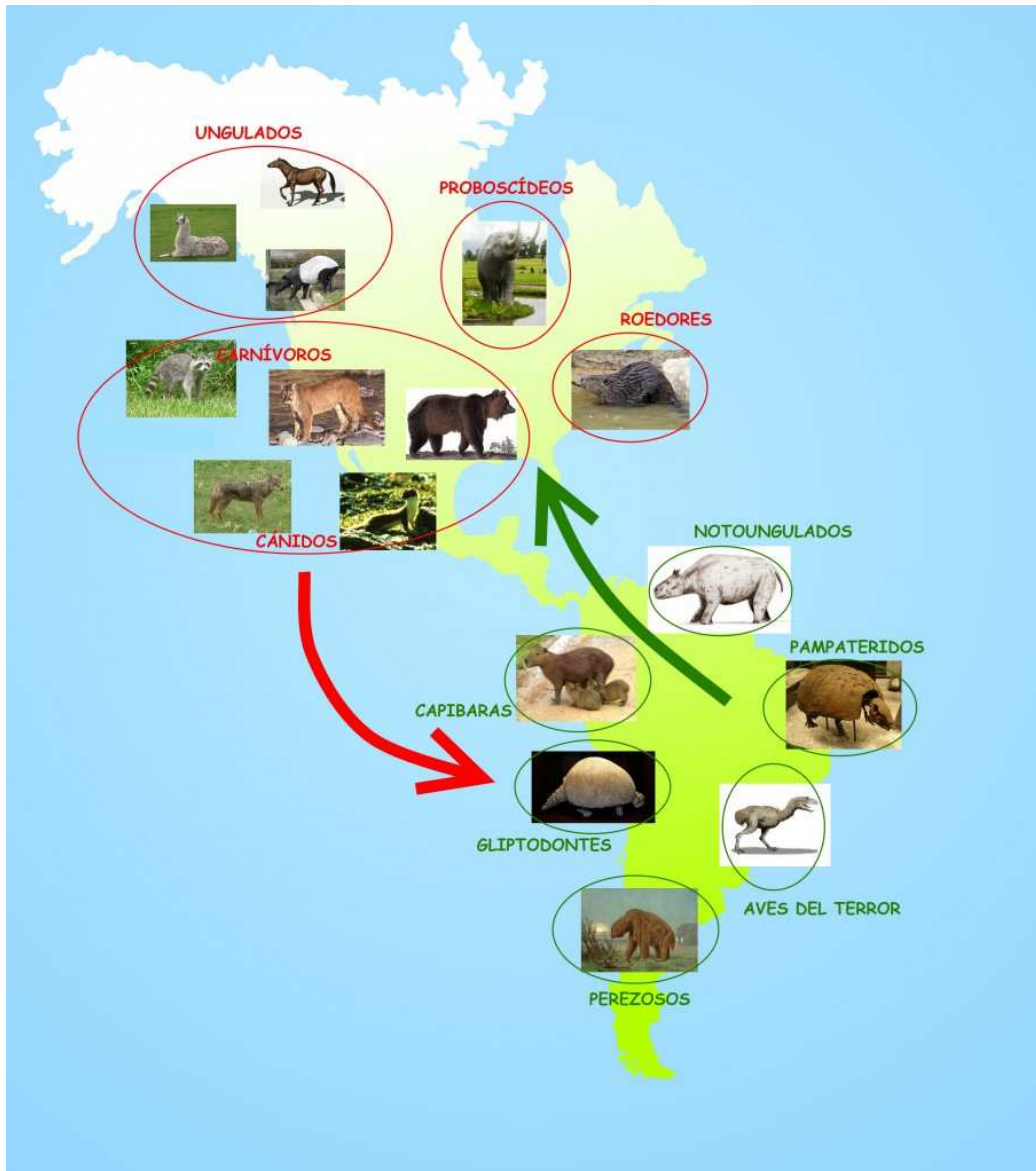 UNGULADOS
PROBOSCÍDEOS
ROEDORES
CARNÍVOROS
CÁNIDOS
NOTOUNGULADOS
PAMPATERIDOS
CAPIBARAS
GLIPTODONTES
AVES DEL TERROR
PEREZOSOS